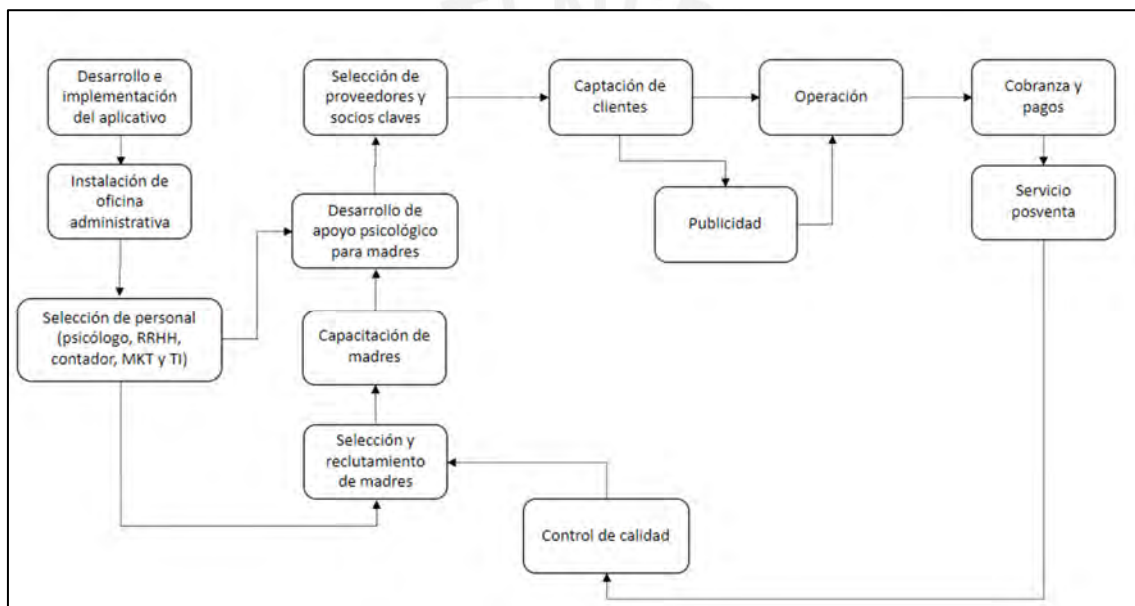 Desarrollo e
implementación
del aplicativo
Instalación de
oficina
administrativa
Selección de personal
(psicólogo, RRHH,
contador, MKT y TI)
Selección de
proveedores y
socios claves
Desarrollo de
apoyo psicológico
para madres
Capacitación de
madres
Selección y
reclutamiento
de madres
Captación de
clientes
Publicidad
Operación
Cobranza y
pagos
Servicio
posventa
Control de calidad